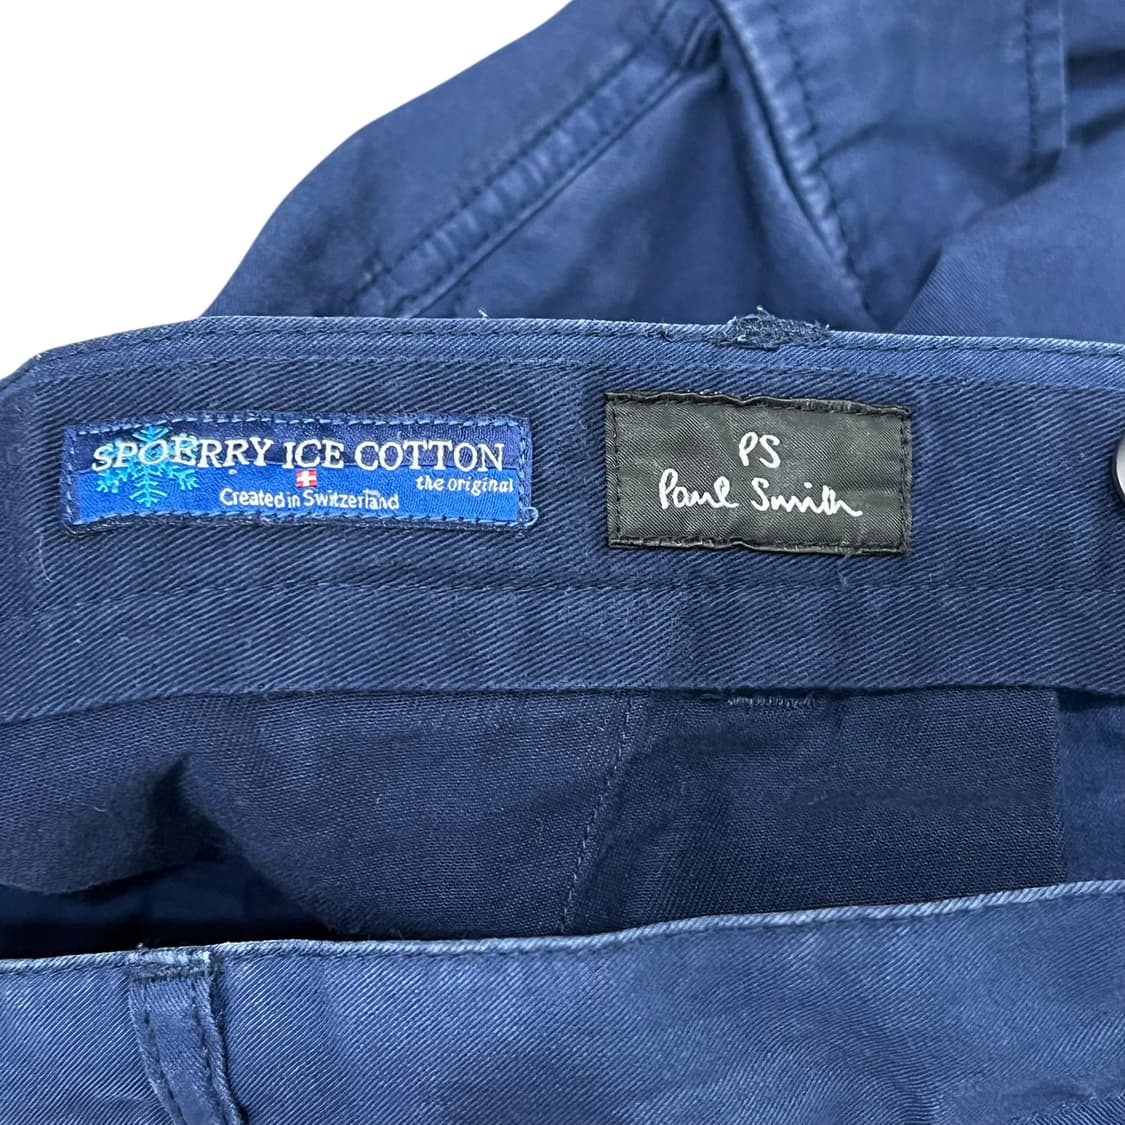 SPOERRY ICE COTTON
the original
Created in Switzerland
PS
Paul Smith